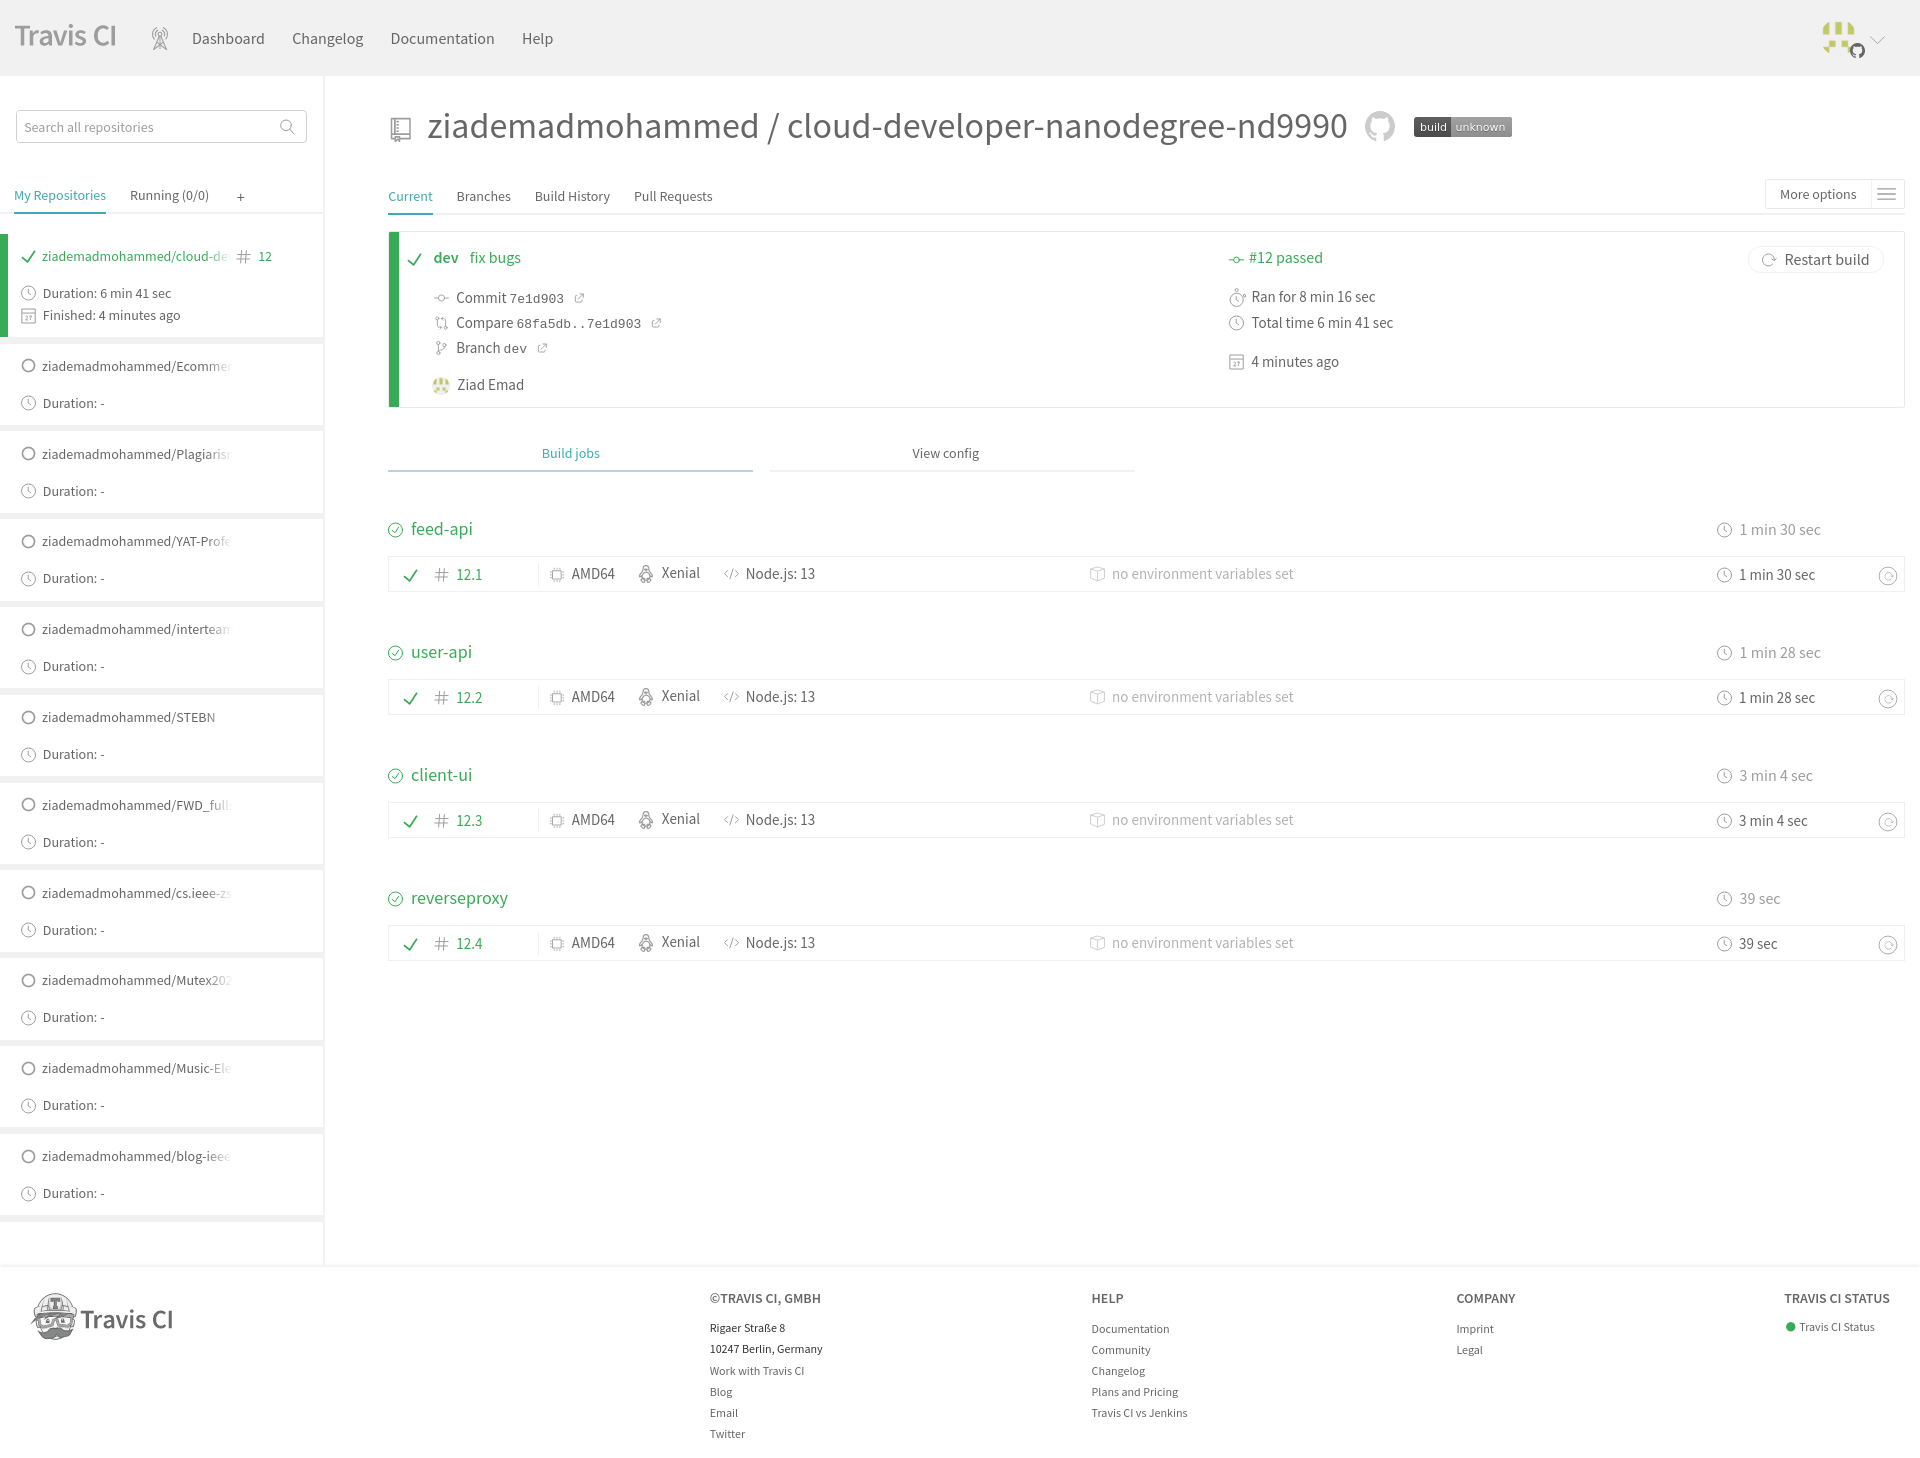 Travis CI
Dashboard Changelog Documentation Help
Search all repositories
My Repositories Running (0/0) +
ziademadmohammed/cloud-de # 12
Duration: 6 min 41 sec
Finished: 4 minutes ago
ziademadmohammed/Ecommer
Duration: -
ziademadmohammed/Plagiaris
Duration: -
ziademadmohammed/YAT-Profe
Duration: -
ziademadmohammed/intertean
Duration: -
ziademadmohammed/STEBN
Duration: -
ziademadmohammed/FWD_full
Duration: -
ziademadmohammed/cs.ieee-zs
Duration: -
ziademadmohammed/Mutex202
Duration: -
ziademadmohammed/Music-Ele
Duration: -
ziademadmohammed/blog-ieee
Duration: -
ziademadmohammed / cloud-developer-nanodegree-nd9990 build unknown
Current Branches Build History Pull Requests More options
dev fix bugs
Commit 7e1d903
Compare 68fa5db..7e1d903
Branch dev
Ziad Emad
#12 passed
Ran for 8 min 16 sec
Total time 6 min 41 sec
4 minutes ago
Restart build
Build jobs View config
feed-api 1 min 30 sec
# 12.1 AMD64 Xenial </> Node.js: 13 no environment variables set 1 min 30 sec
user-api 1 min 28 sec
# 12.2 AMD64 Xenial </> Node.js: 13 no environment variables set 1 min 28 sec
client-ui 3 min 4 sec
# 12.3 AMD64 Xenial </> Node.js: 13 no environment variables set 3 min 4 sec
reverseproxy 39 sec
# 12.4 AMD64 Xenial </> Node.js: 13 no environment variables set 39 sec
Travis CI
©TRAVIS CI, GMBH
Rigaer Straße 8
10247 Berlin, Germany
Work with Travis CI
Blog
Email
Twitter
HELP
Documentation
Community
Changelog
Plans and Pricing
Travis CI vs Jenkins
COMPANY
Imprint
Legal
TRAVIS CI STATUS
Travis CI Status